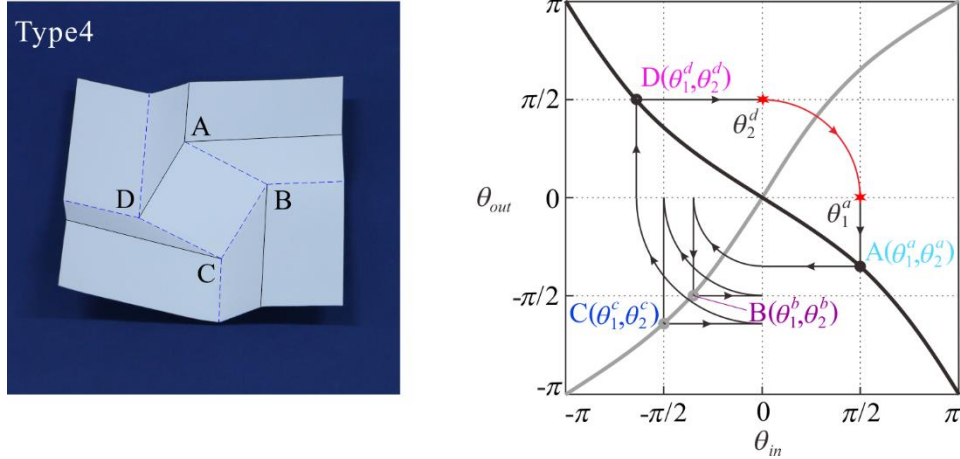 Type4
A
B
C
D
π
π/2
0
-π/2
-π
θ_out
D(θ₁ᵈ,θ₂ᵈ)
θ₂ᵈ
θ₁ᵃ
A(θ₁ᵃ,θ₂ᵃ)
C(θ₁ᶜ,θ₂ᶜ)
B(θ₁ᵇ,θ₂ᵇ)
-π
-π/2
0
π/2
π
θ_in